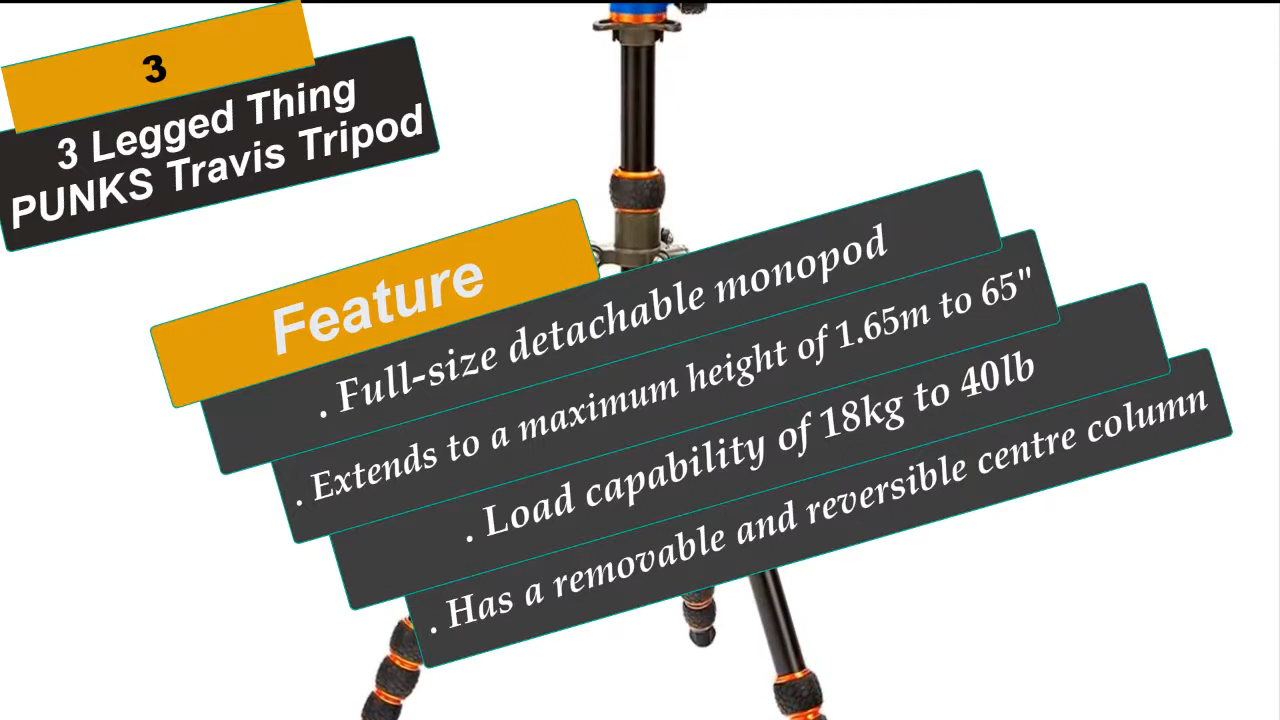 3
3 Legged Thing
PUNKS Travis Tripod
Feature
. Full-size detachable monopod
. Extends to a maximum height of 1.65m to 65"
. Load capability of 18kg to 40lb
. Has a removable and reversible centre column